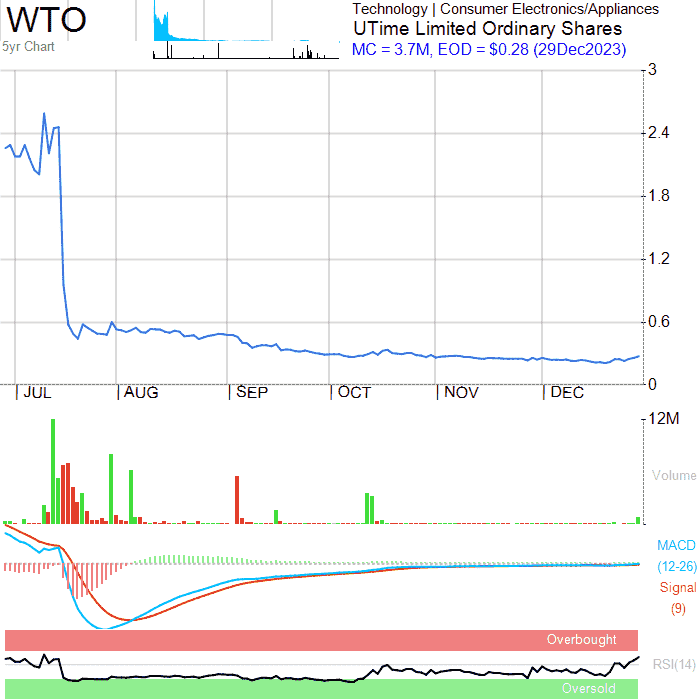 WTO
5yr Chart
Technology | Consumer Electronics/Appliances
UTime Limited Ordinary Shares
MC = 3.7M, EOD = $0.28 (29Dec2023)
3
2.4
1.8
1.2
0.6
0
JUL AUG SEP OCT NOV DEC
12M
Volume
MACD
(12-26)
Signal
(9)
Overbought
RSI(14)
Oversold